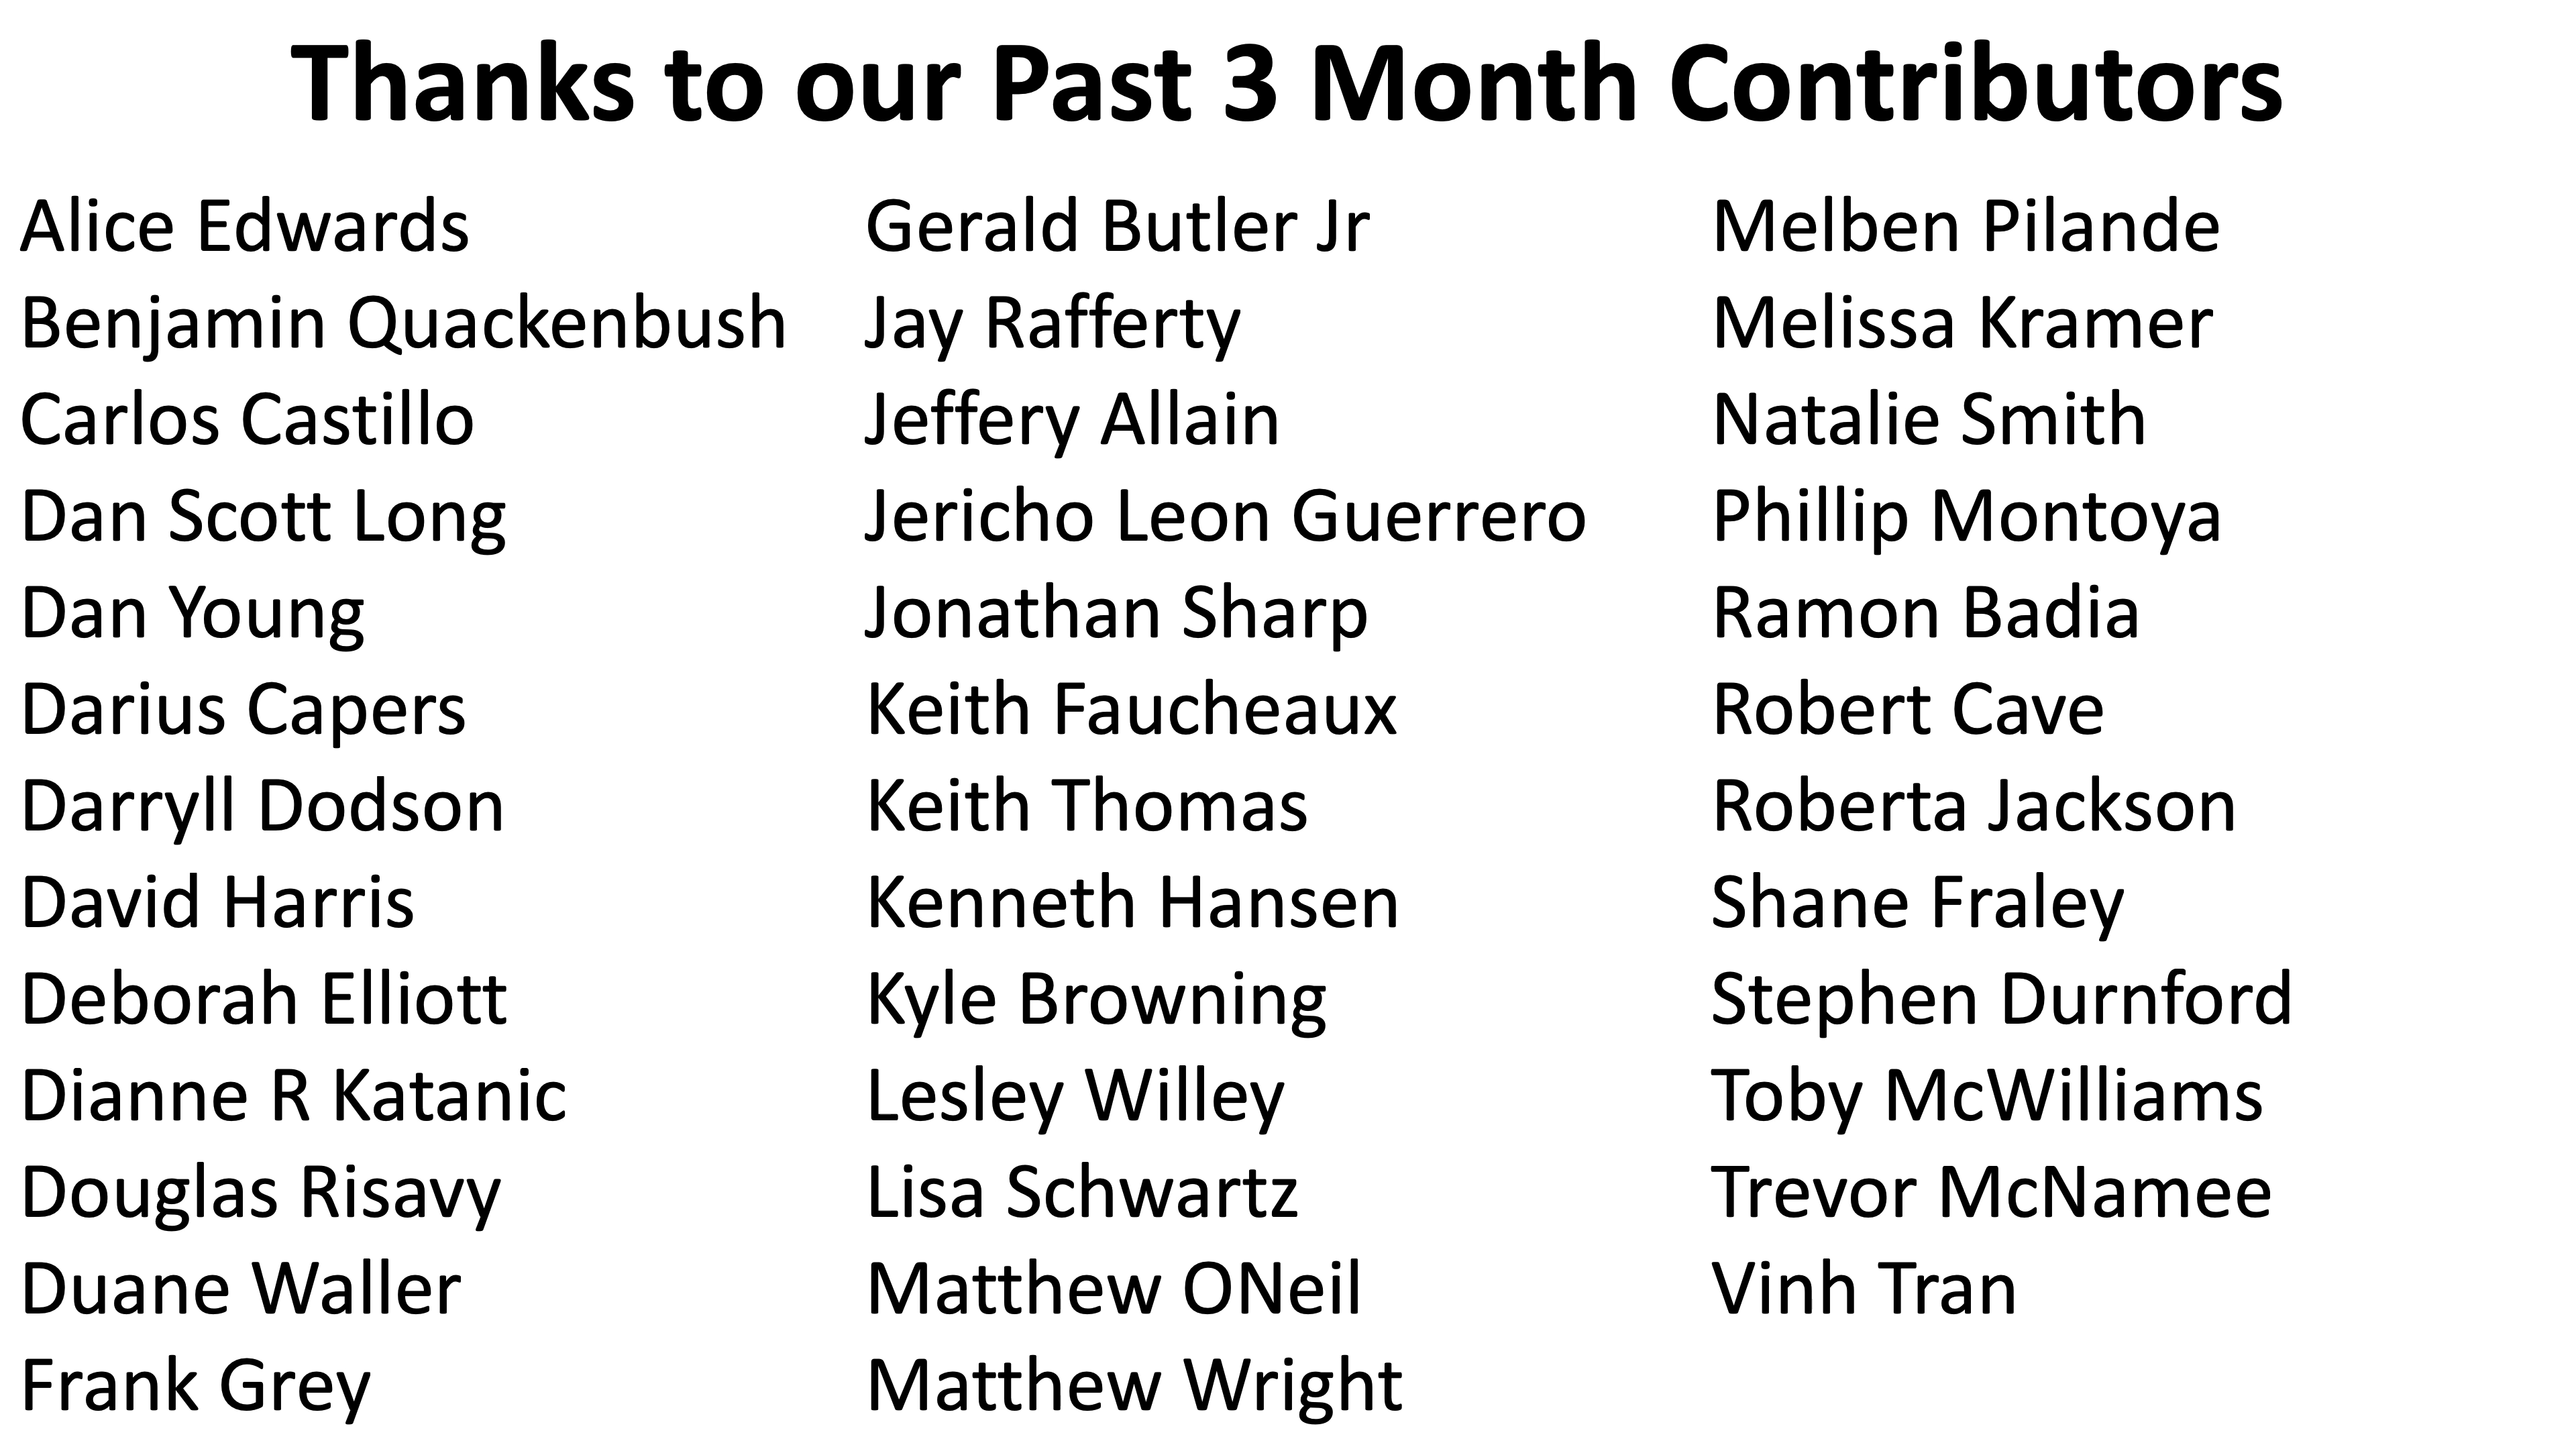 Thanks to our Past 3 Month Contributors
Alice Edwards
Benjamin Quackenbush
Carlos Castillo
Dan Scott Long
Dan Young
Darius Capers
Darryll Dodson
David Harris
Deborah Elliott
Dianne R Katanic
Douglas Risavy
Duane Waller
Frank Grey
Gerald Butler Jr
Jay Rafferty
Jeffery Allain
Jericho Leon Guerrero
Jonathan Sharp
Keith Faucheaux
Keith Thomas
Kenneth Hansen
Kyle Browning
Lesley Willey
Lisa Schwartz
Matthew ONeil
Matthew Wright
Melben Pilande
Melissa Kramer
Natalie Smith
Phillip Montoya
Ramon Badia
Robert Cave
Roberta Jackson
Shane Fraley
Stephen Durnford
Toby McWilliams
Trevor McNamee
Vinh Tran